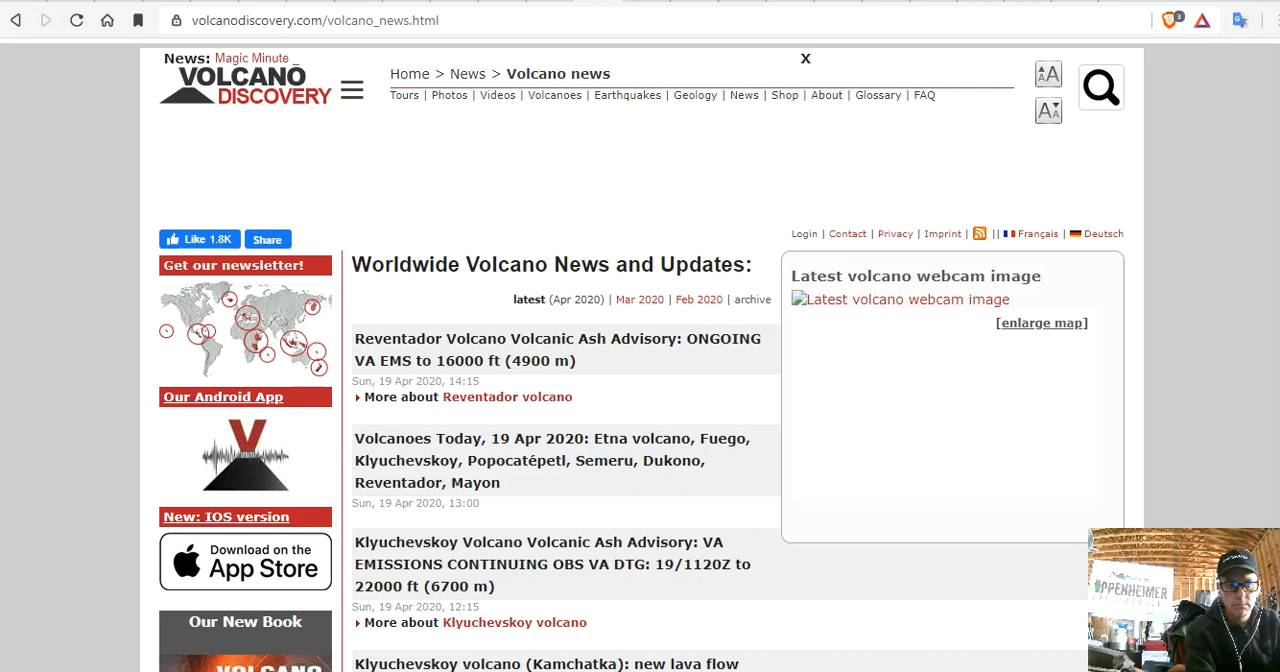 volcanodiscovery.com/volcano_news.html
3
News: Magic Minute _
VOLCANO
DISCOVERY
Home > News > Volcano news
X
Tours | Photos | Videos | Volcanoes | Earthquakes | Geology | News | Shop | About | Glossary | FAQ
AA
AA
Like 1.8K
Share
Login | Contact | Privacy | Imprint | || Français | Deutsch
Get our newsletter!
Our Android App
New: IOS version
Download on the
App Store
Our New Book
VOLCANO
Worldwide Volcano News and Updates:
latest (Apr 2020) | Mar 2020 | Feb 2020 | archive
Reventador Volcano Volcanic Ash Advisory: ONGOING
VA EMS to 16000 ft (4900 m)
Sun, 19 Apr 2020, 14:15
More about Reventador volcano
Volcanoes Today, 19 Apr 2020: Etna volcano, Fuego,
Klyuchevskoy, Popocatépetl, Semeru, Dukono,
Reventador, Mayon
Sun, 19 Apr 2020, 13:00
Klyuchevskoy Volcano Volcanic Ash Advisory: VA
EMISSIONS CONTINUING OBS VA DTG: 19/1120Z to
22000 ft (6700 m)
Sun, 19 Apr 2020, 12:15
More about Klyuchevskoy volcano
Klyuchevskoy volcano (Kamchatka): new lava flow
Latest volcano webcam image
Latest volcano webcam image
[enlarge map]
OPPENHEIMER